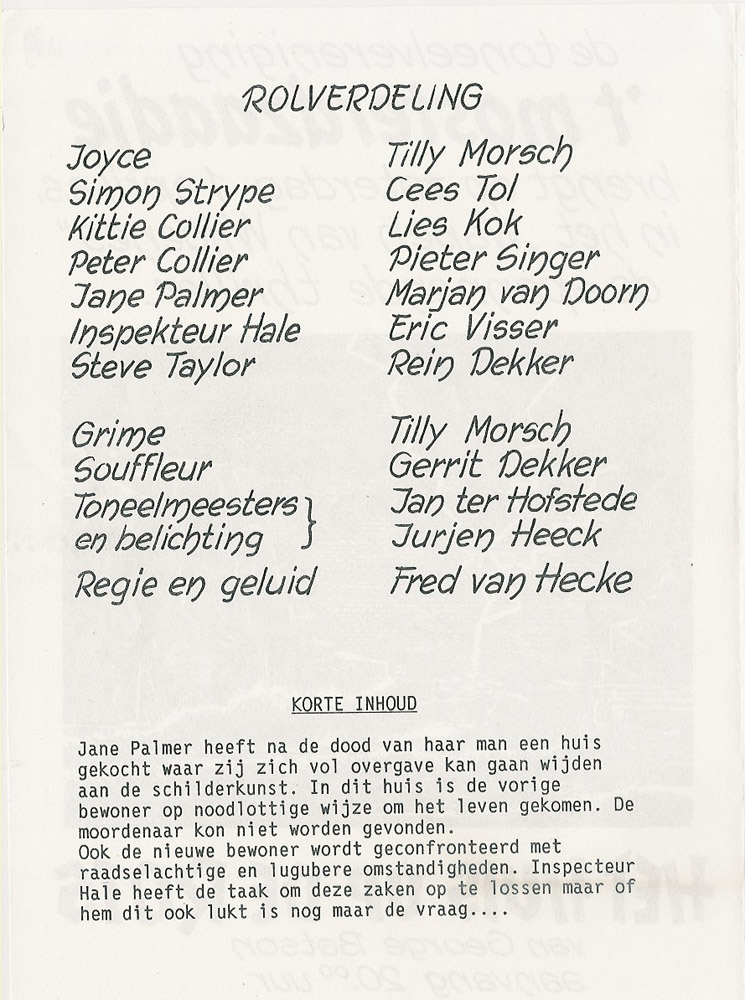 ROLVERDELING
Joyce Tilly Morsch
Simon Strype Cees Tol
Kittie Collier Lies Kok
Peter Collier Pieter Singer
Jane Palmer Marjan van Doorn
Inspekteur Hale Eric Visser
Steve Taylor Rein Dekker
Grime Tilly Morsch
Souffleur Gerrit Dekker
Toneelmeesters } Jan ter Hofstede
en belichting Jurjen Heeck
Regie en geluid Fred van Hecke
KORTE INHOUD
Jane Palmer heeft na de dood van haar man een huis
gekocht waar zij zich vol overgave kan gaan wijden
aan de schilderkunst. In dit huis is de vorige
bewoner op noodlottige wijze om het leven gekomen. De
moordenaar kon niet worden gevonden.
Ook de nieuwe bewoner wordt geconfronteerd met
raadselachtige en lugubere omstandigheden. Inspecteur
Hale heeft de taak om deze zaken op te lossen maar of
hem dit ook lukt is nog maar de vraag....